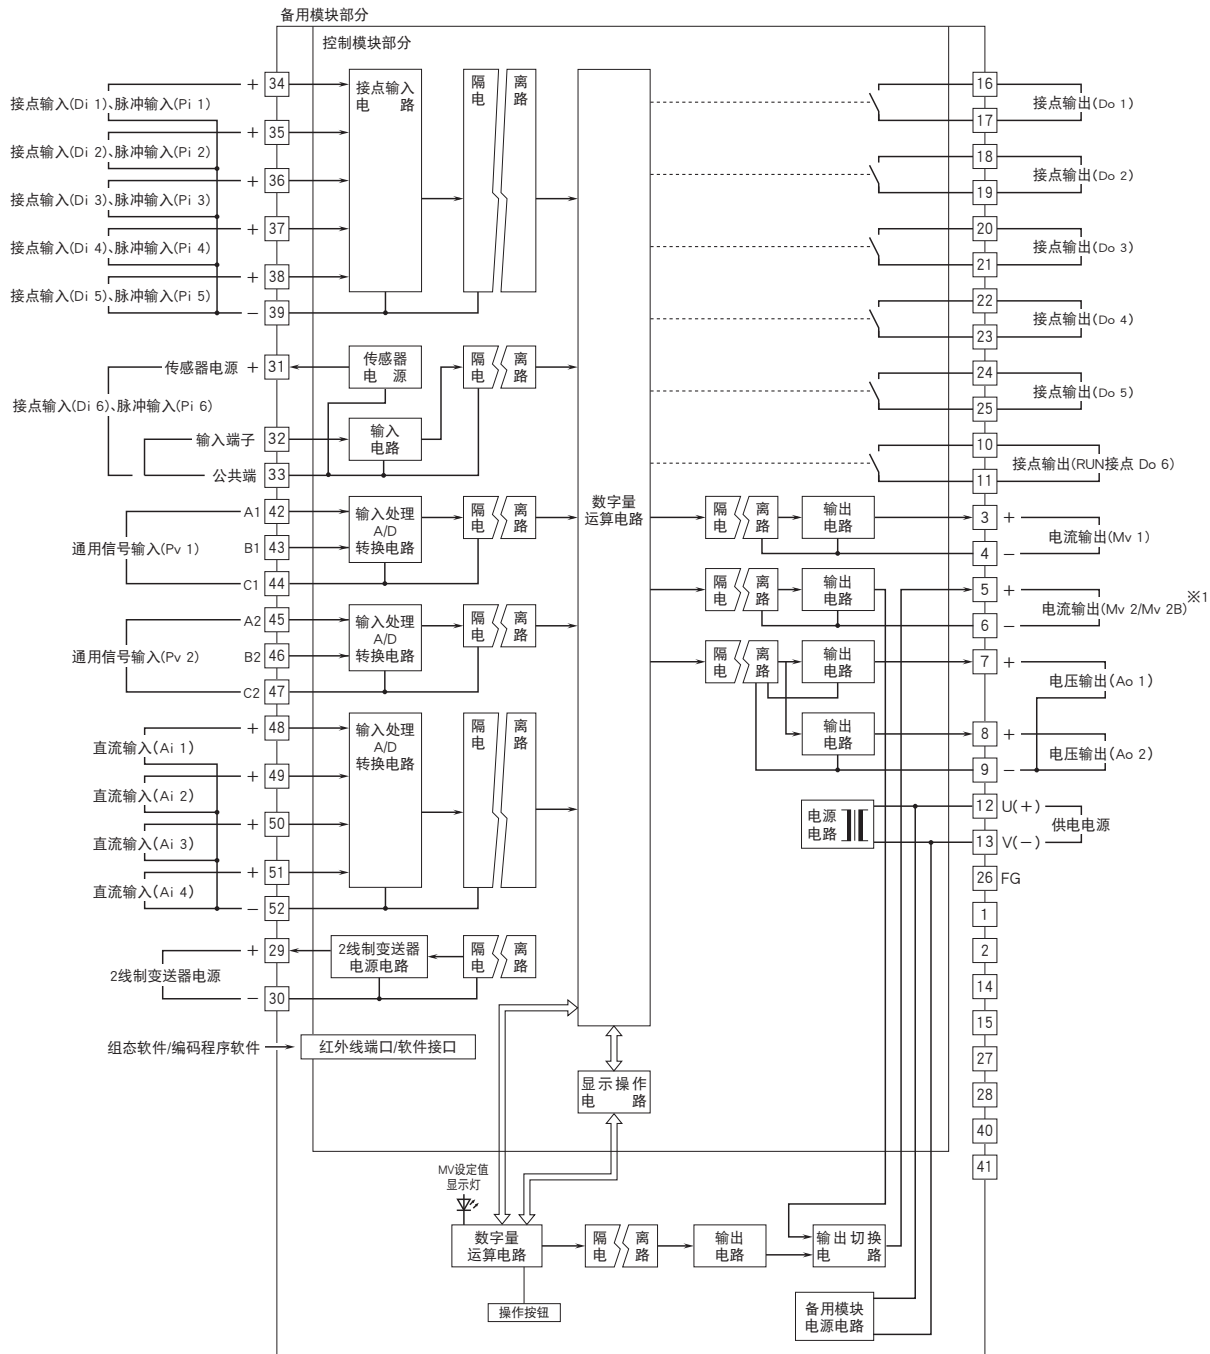 备用模块部分
控制模块部分
接点输入(Di 1)、脉冲输入(Pi 1)
接点输入(Di 2)、脉冲输入(Pi 2)
接点输入(Di 3)、脉冲输入(Pi 3)
接点输入(Di 4)、脉冲输入(Pi 4)
接点输入(Di 5)、脉冲输入(Pi 5)
+ 34
+ 35
+ 36
+ 37
+ 38
− 39
接点输入
电 路
隔 离
电 路
传感器电源 + 31
接点输入(Di 6)、脉冲输入(Pi 6)
输入端子 32
公共端 33
传感器
电 源
输入
电路
隔 离
电 路
通用信号输入(Pv 1)
A1 42
B1 43
C1 44
输入处理
A/D
转换电路
隔 离
电 路
通用信号输入(Pv 2)
A2 45
B2 46
C2 47
输入处理
A/D
转换电路
隔 离
电 路
直流输入(Ai 1)
直流输入(Ai 2)
直流输入(Ai 3)
直流输入(Ai 4)
+ 48
+ 49
+ 50
+ 51
− 52
输入处理
A/D
转换电路
隔 离
电 路
2线制变送器电源
+ 29
− 30
2线制变送器
电源电路
隔 离
电 路
组态软件/编码程序软件
红外线端口/软件接口
数字量
运算电路
显示操作
电 路
16
17
接点输出(Do 1)
18
19
接点输出(Do 2)
20
21
接点输出(Do 3)
22
23
接点输出(Do 4)
24
25
接点输出(Do 5)
10
11
接点输出(RUN接点 Do 6)
隔 离
电 路
输出
电路
3 +
4 −
电流输出(Mv 1)
隔 离
电 路
输出
电路
5 +
6 −
电流输出(Mv 2/Mv 2B)※1
隔 离
电 路
输出
电路
7 +
电压输出(Ao 1)
输出
电路
8 +
9 −
电压输出(Ao 2)
电源
电路
12 U(+)
13 V(−)
供电电源
26 FG
1
2
14
15
27
28
40
41
MV设定值
显示灯
数字量
运算电路
隔 离
电 路
输出
电路
输出切换
电 路
操作按钮
备用模块
电源电路